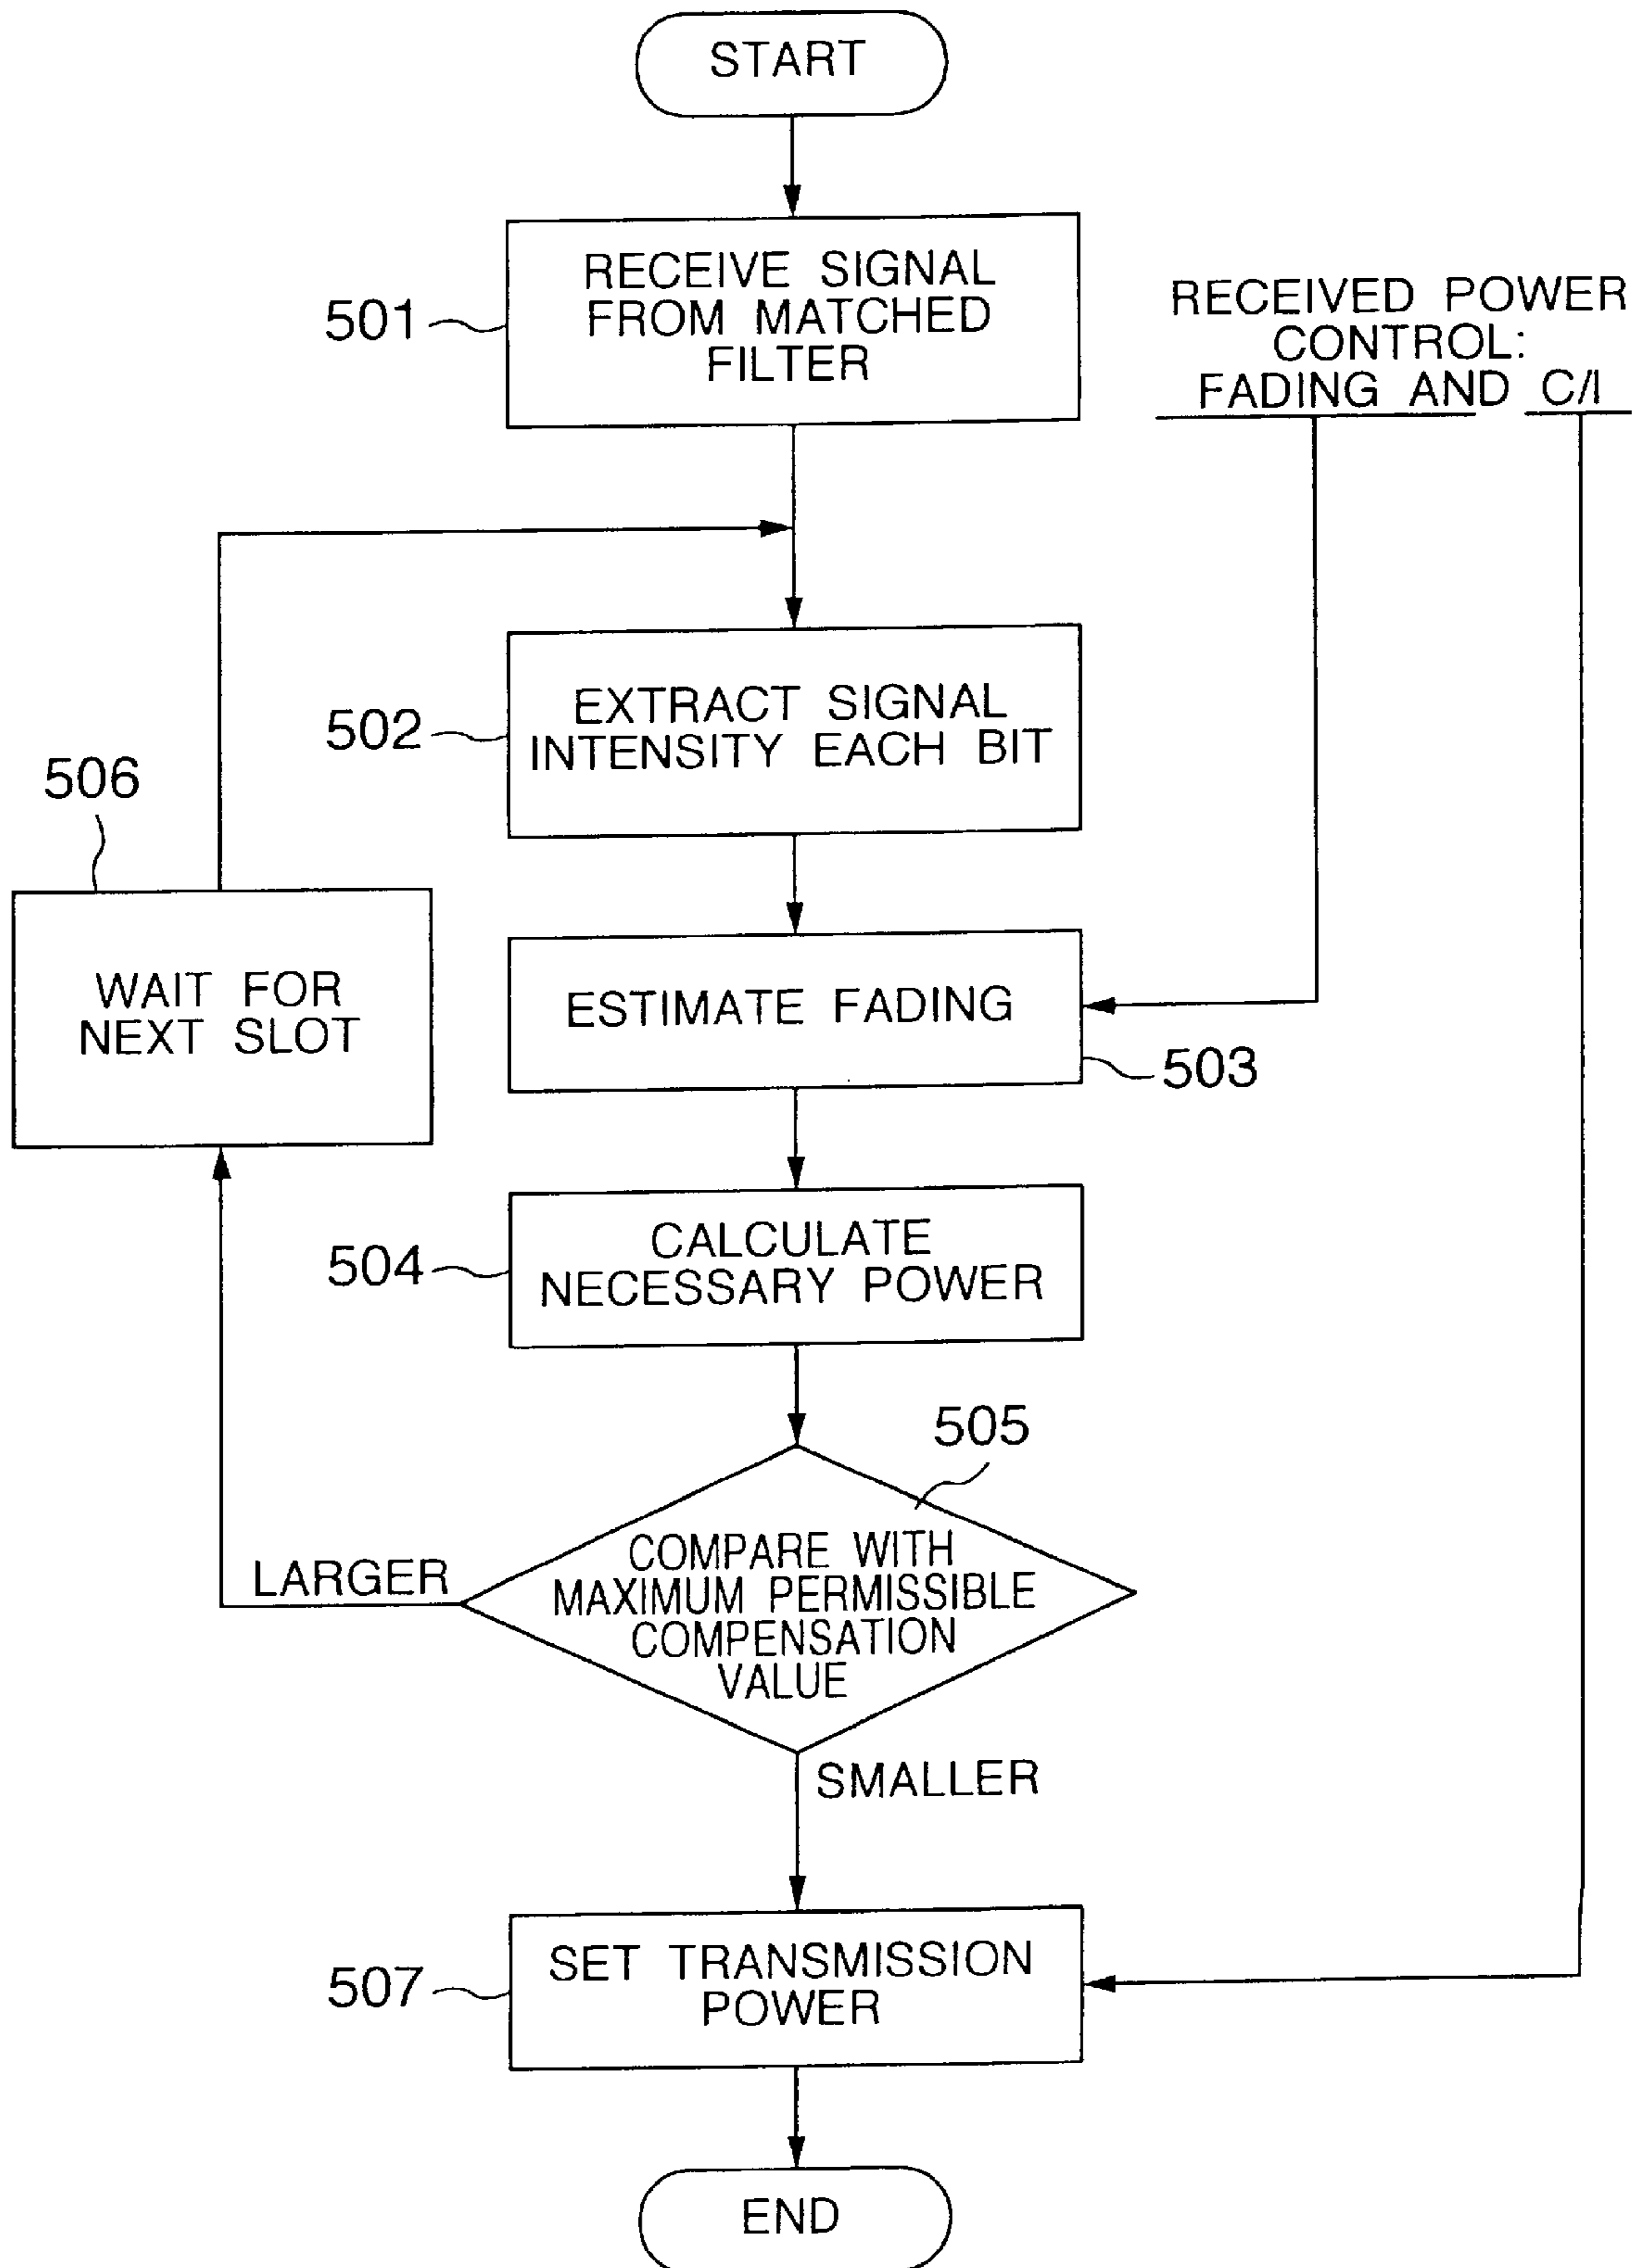 START
RECEIVE SIGNAL
FROM MATCHED
FILTER
501
RECEIVED POWER
CONTROL:
FADING AND C/I
502
EXTRACT SIGNAL
INTENSITY EACH BIT
506
WAIT FOR
NEXT SLOT
ESTIMATE FADING
503
504
CALCULATE
NECESSARY POWER
505
COMPARE WITH
MAXIMUM PERMISSIBLE
COMPENSATION
VALUE
LARGER
SMALLER
507
SET TRANSMISSION
POWER
END